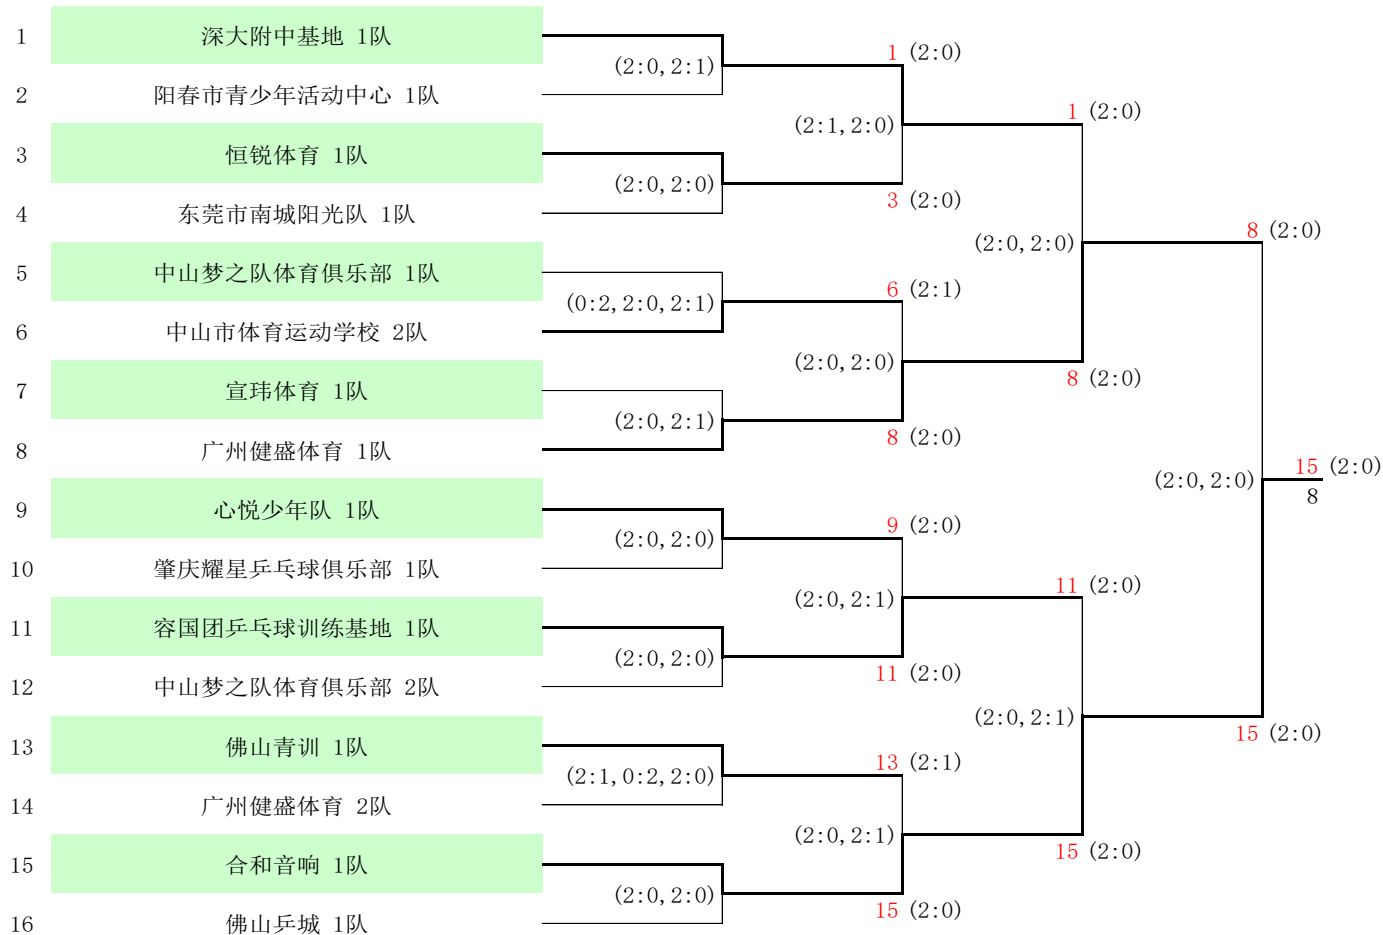 1 深大附中基地 1队
1 (2:0)
(2:0,2:1)
2 阳春市青少年活动中心 1队
1 (2:0)
(2:1,2:0)
3 恒锐体育 1队
(2:0,2:0)
3 (2:0)
4 东莞市南城阳光队 1队
8 (2:0)
(2:0,2:0)
5 中山梦之队体育俱乐部 1队
6 (2:1)
(0:2,2:0,2:1)
6 中山市体育运动学校 2队
(2:0,2:0)
8 (2:0)
7 宣玮体育 1队
(2:0,2:1)
8 (2:0)
8 广州健盛体育 1队
15 (2:0)
(2:0,2:0)
8
9 心悦少年队 1队
9 (2:0)
(2:0,2:0)
10 肇庆耀星乒乓球俱乐部 1队
11 (2:0)
(2:0,2:1)
11 容国团乒乓球训练基地 1队
(2:0,2:0)
11 (2:0)
12 中山梦之队体育俱乐部 2队
(2:0,2:1)
15 (2:0)
13 佛山青训 1队
13 (2:1)
(2:1,0:2,2:0)
14 广州健盛体育 2队
(2:0,2:1)
15 (2:0)
15 合和音响 1队
(2:0,2:0)
15 (2:0)
16 佛山乒城 1队